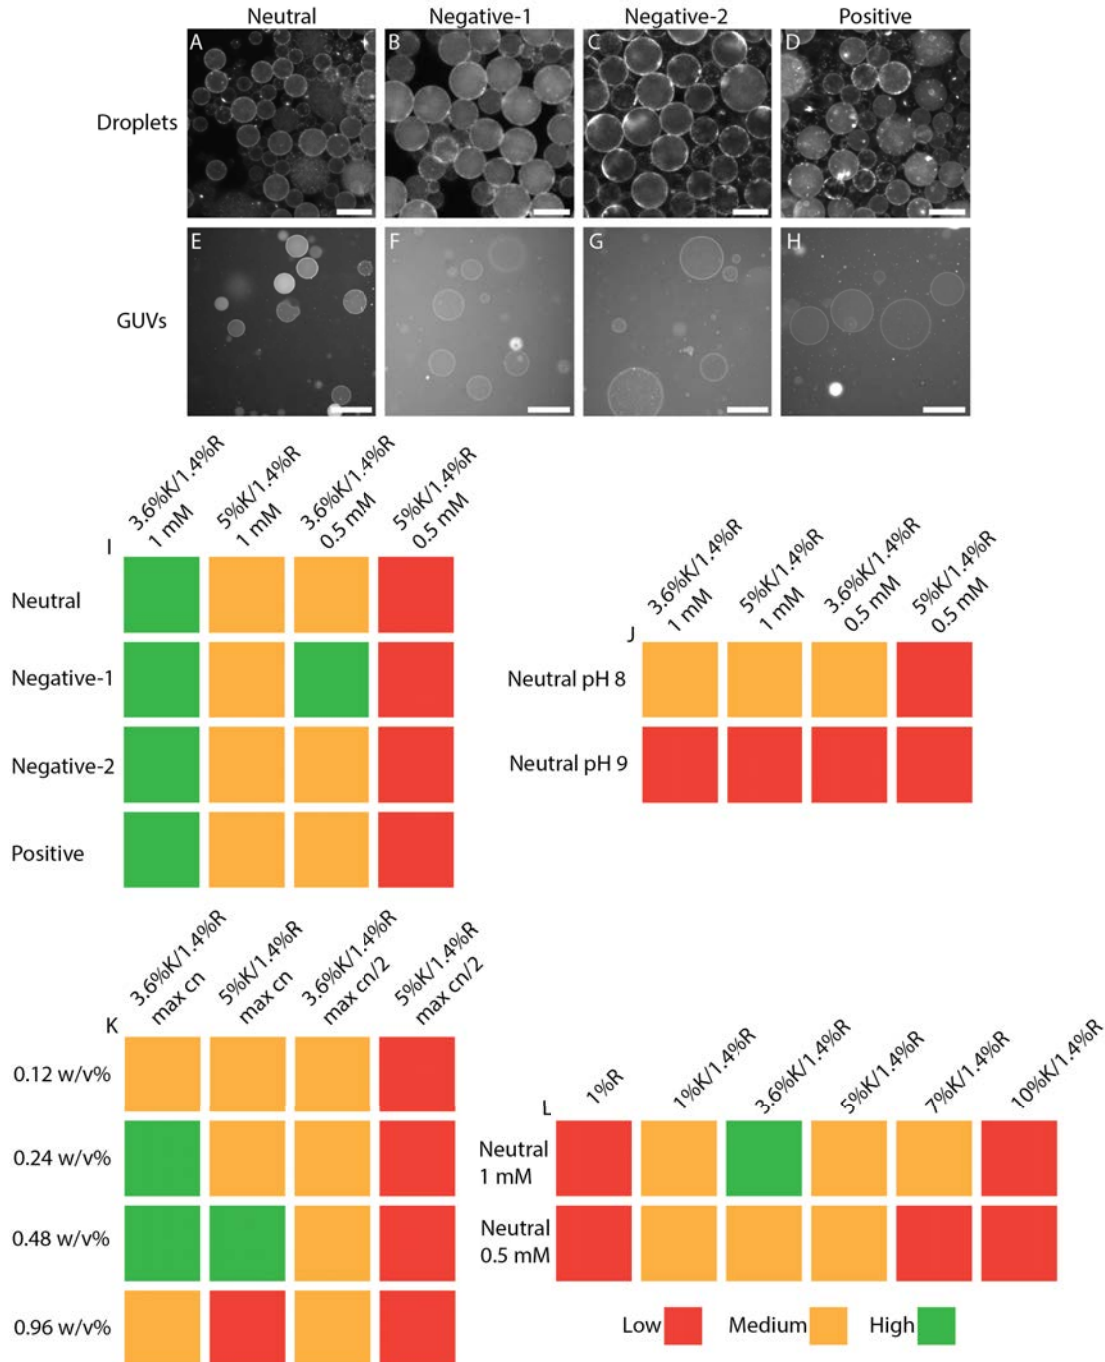 Neutral Negative-1 Negative-2 Positive
A B C D
Droplets
E F G H
GUVs
I
3.6%K/1.4%R
1 mM
5%K/1.4%R
1 mM
3.6%K/1.4%R
0.5 mM
5%K/1.4%R
0.5 mM
Neutral
Negative-1
Negative-2
Positive
J
3.6%K/1.4%R
1 mM
5%K/1.4%R
1 mM
3.6%K/1.4%R
0.5 mM
5%K/1.4%R
0.5 mM
Neutral pH 8
Neutral pH 9
K
3.6%K/1.4%R
max cn
5%K/1.4%R
max cn
3.6%K/1.4%R
max cn/2
5%K/1.4%R
max cn/2
0.12 w/v%
0.24 w/v%
0.48 w/v%
0.96 w/v%
L
1%R
1%K/1.4%R
3.6%K/1.4%R
5%K/1.4%R
7%K/1.4%R
10%K/1.4%R
Neutral
1 mM
Neutral
0.5 mM
Low Medium High